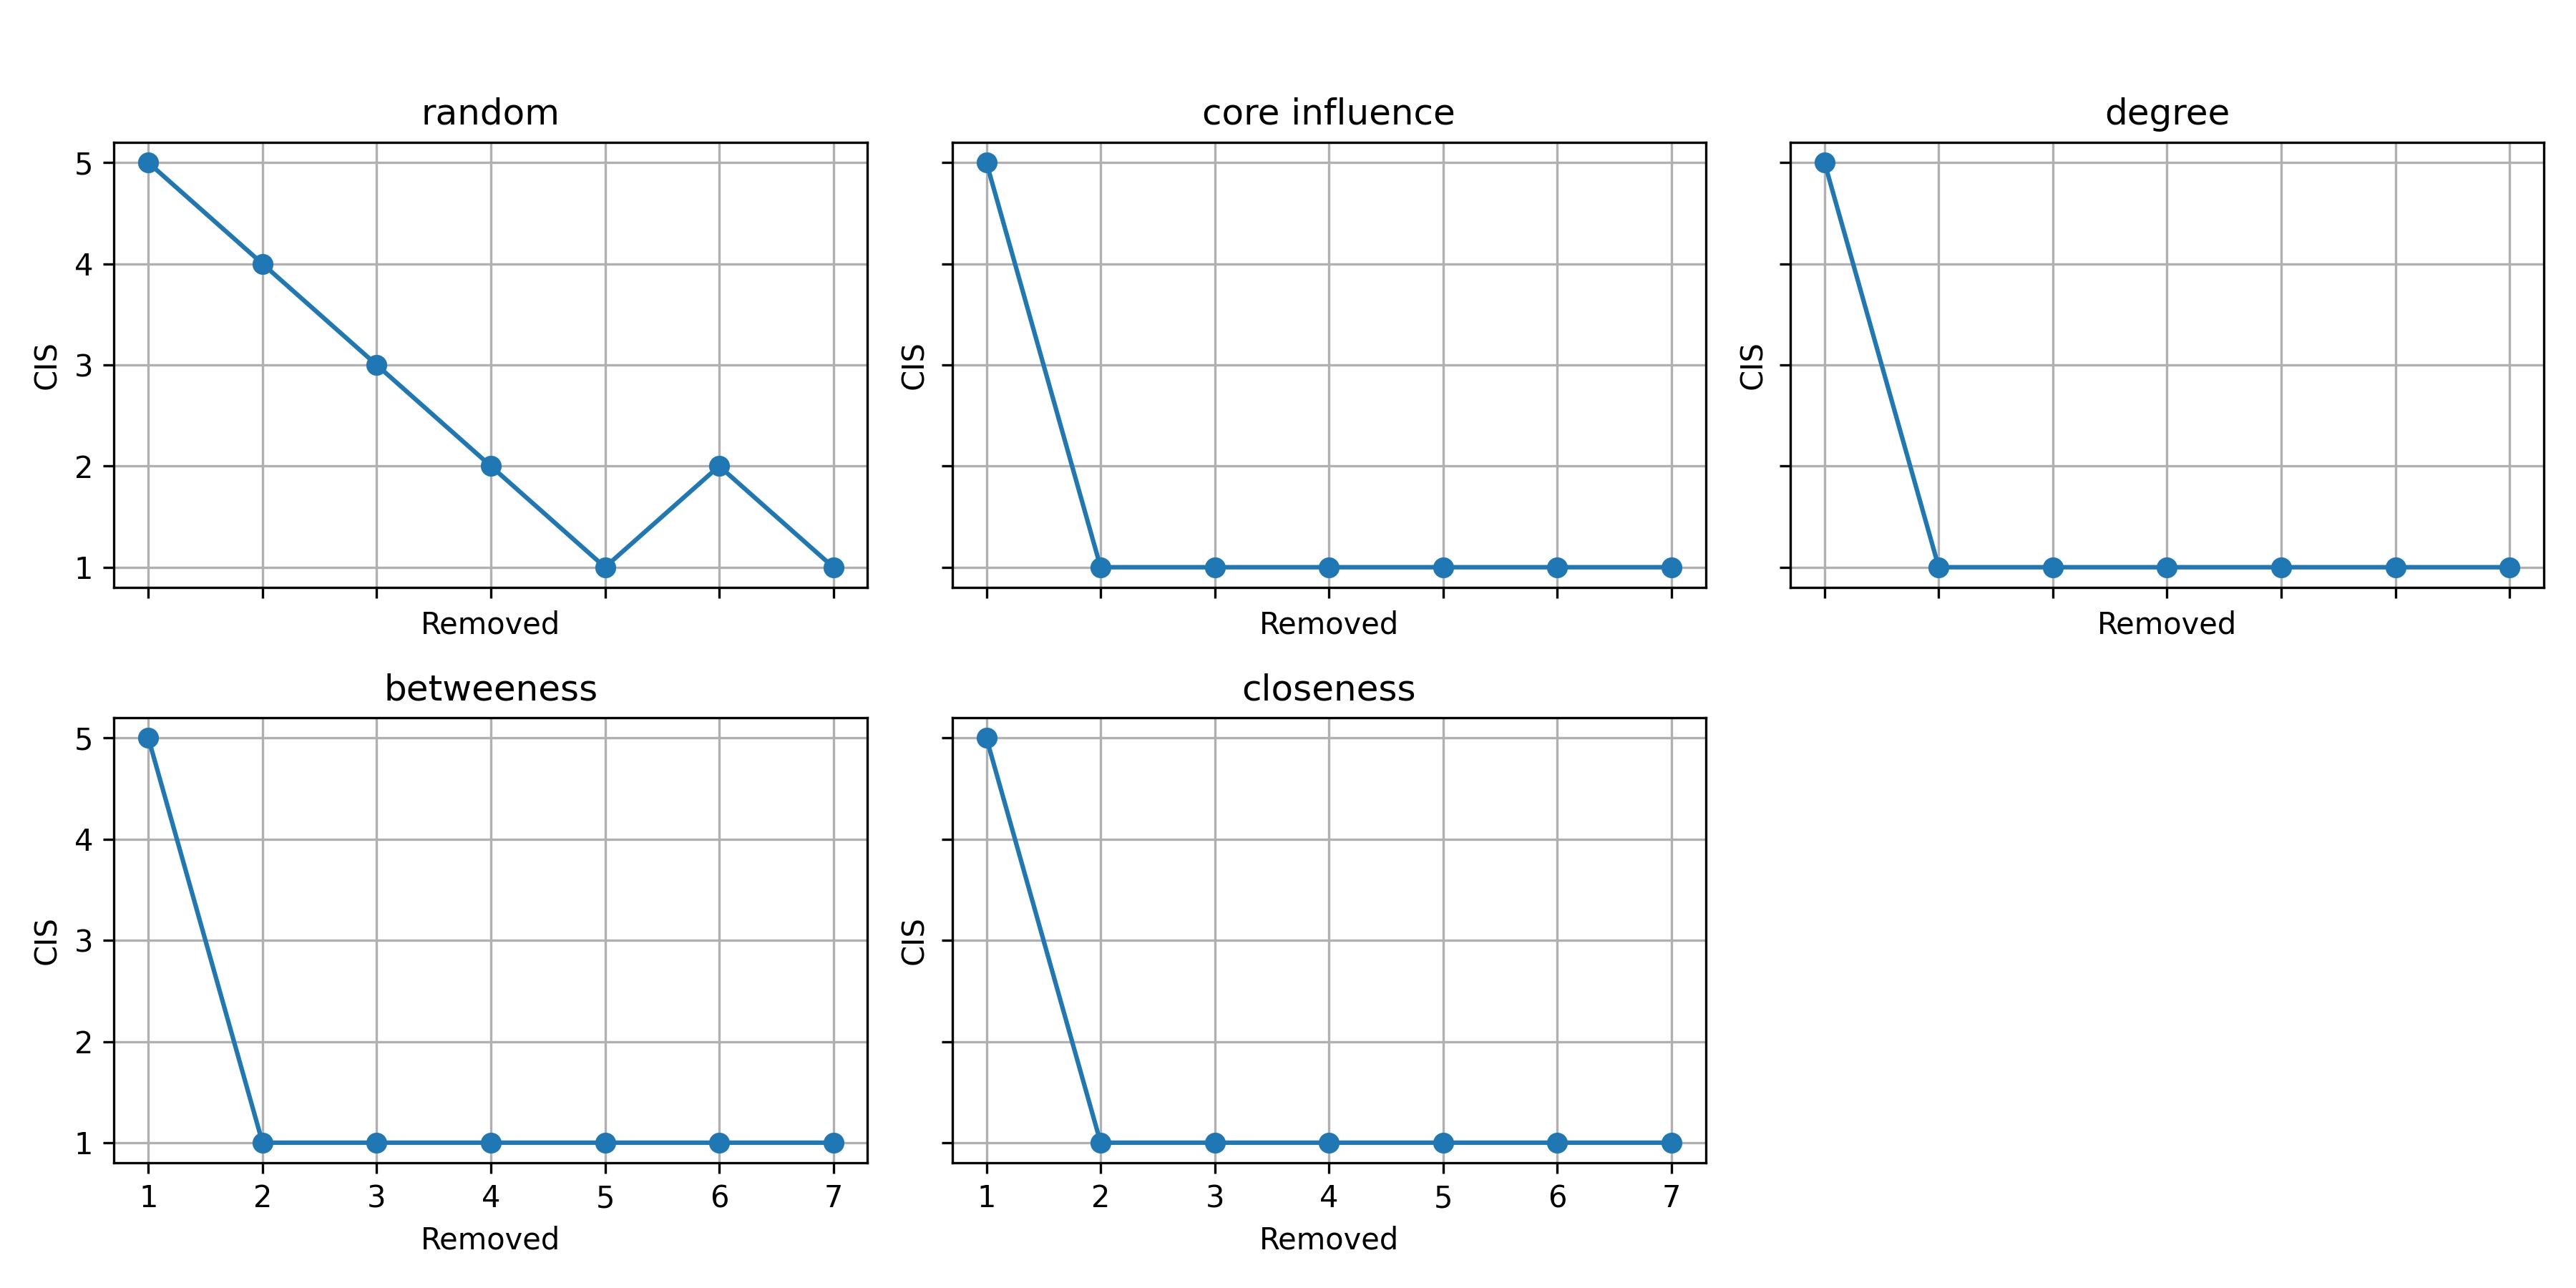 random
core influence
degree
5
4
3
2
1
CIS
CIS
CIS
Removed
Removed
Removed
betweeness
closeness
5
4
3
2
1
CIS
CIS
1 2 3 4 5 6 7
1 2 3 4 5 6 7
Removed
Removed